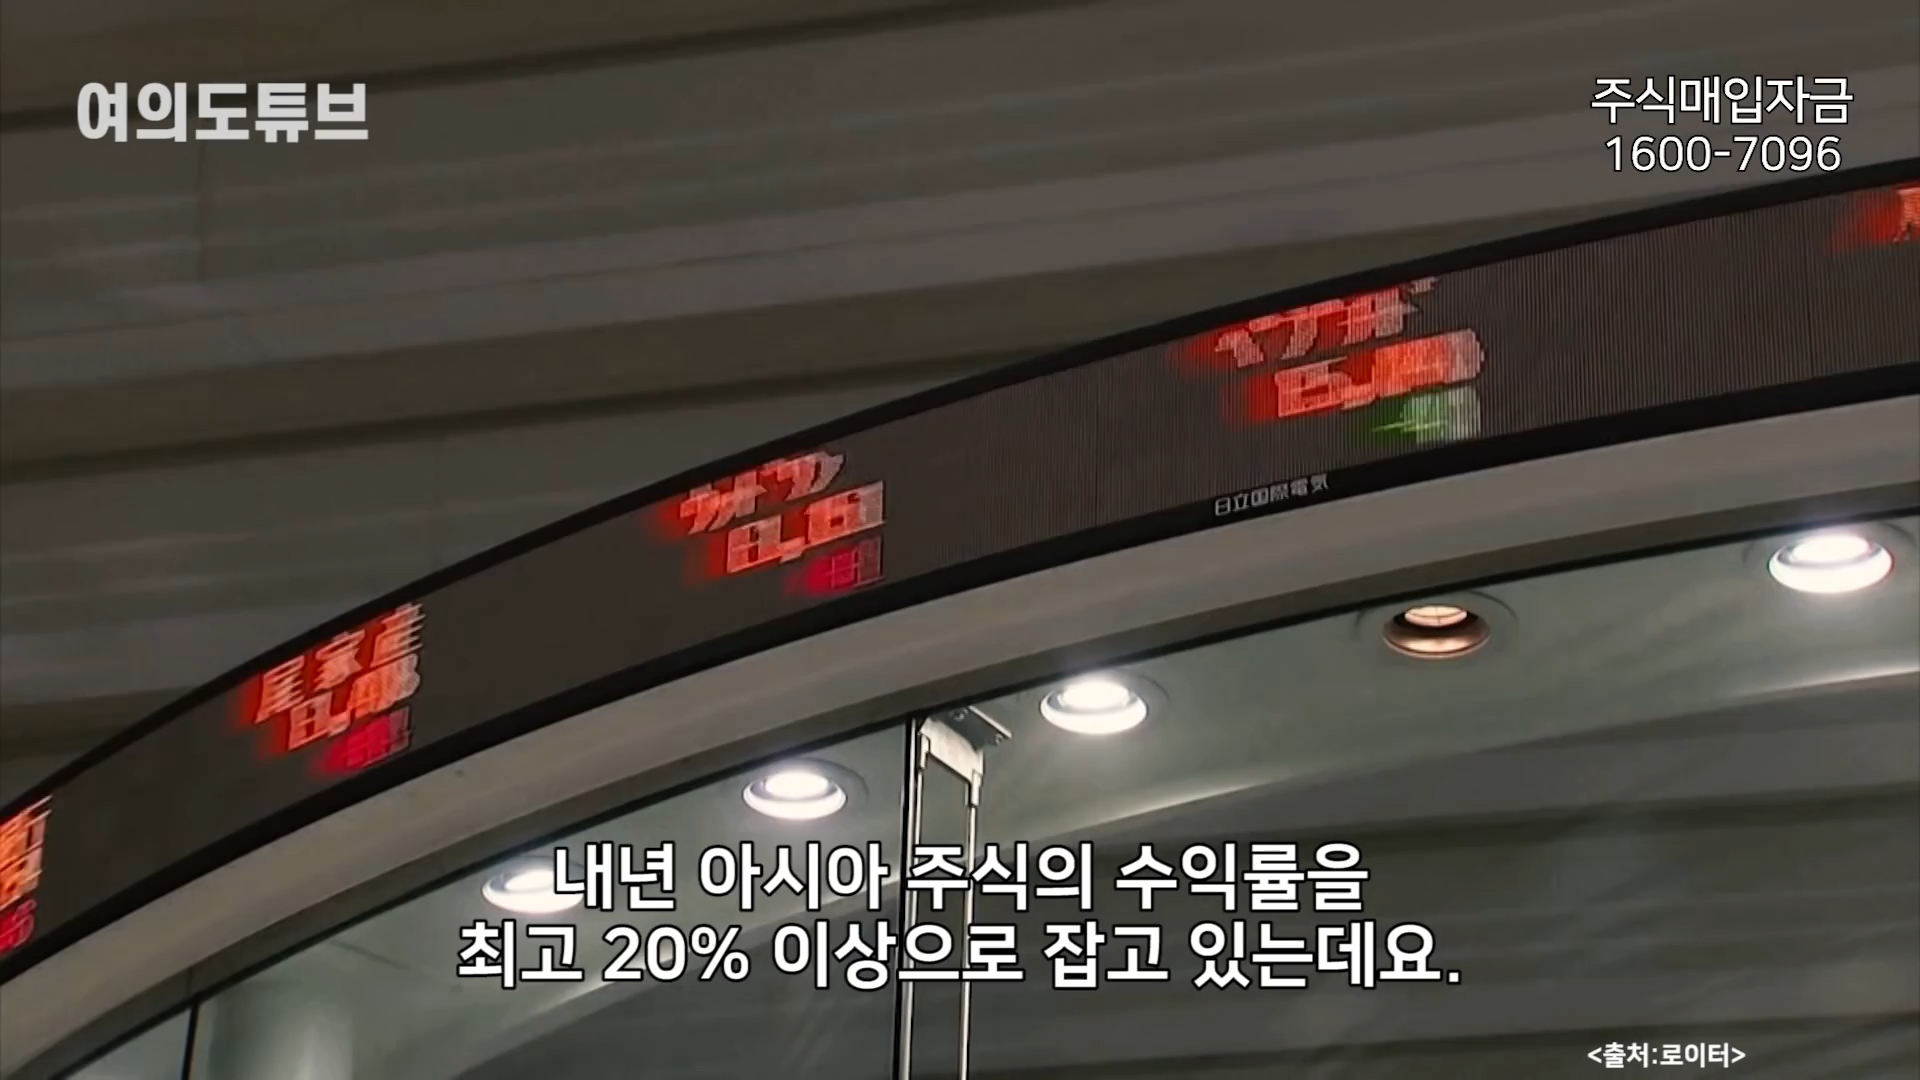 여의도튜브
주식매입자금
1600-7096
日立国際電気
내년 아시아 주식의 수익률을
최고 20% 이상으로 잡고 있는데요.
<출처:로이터>